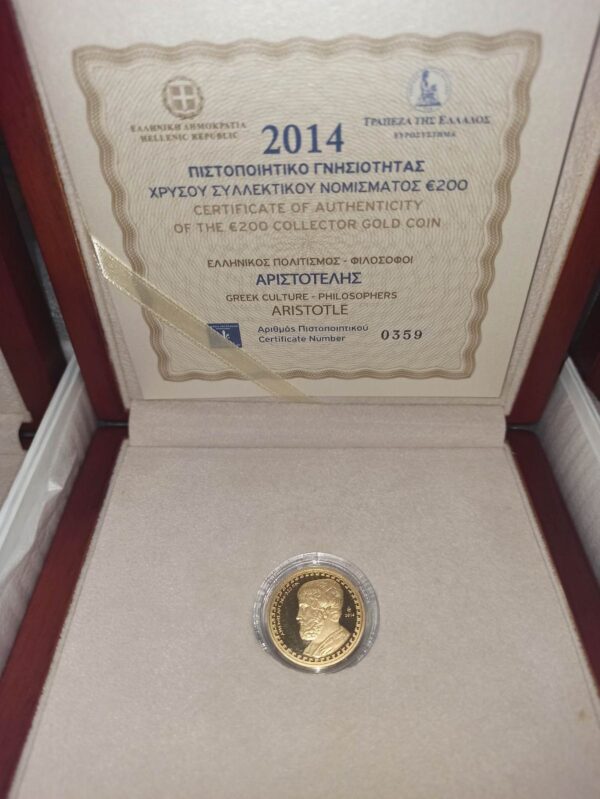 ΕΛΛΗΝΙΚΗ ΔΗΜΟΚΡΑΤΙΑ
HELLENIC REPUBLIC
ΤΡΑΠΕΖΑ ΤΗΣ ΕΛΛΑΔΟΣ
ΕΥΡΩΣΥΣΤΗΜΑ
2014
ΠΙΣΤΟΠΟΙΗΤΙΚΟ ΓΝΗΣΙΟΤΗΤΑΣ
ΧΡΥΣΟΥ ΣΥΛΛΕΚΤΙΚΟΥ ΝΟΜΙΣΜΑΤΟΣ €200
CERTIFICATE OF AUTHENTICITY
OF THE €200 COLLECTOR GOLD COIN
ΕΛΛΗΝΙΚΟΣ ΠΟΛΙΤΙΣΜΟΣ - ΦΙΛΟΣΟΦΟΙ
ΑΡΙΣΤΟΤΕΛΗΣ
GREEK CULTURE - PHILOSOPHERS
ARISTOTLE
Αριθμός Πιστοποιητικού
Certificate Number
0359
2014